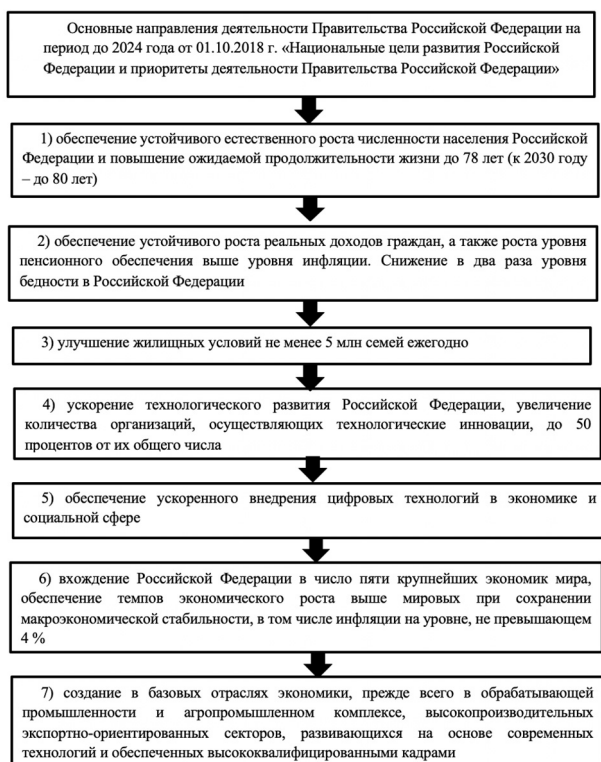 Основные направления деятельности Правительства Российской Федерации на
период до 2024 года от 01.10.2018 г. «Национальные цели развития Российской
Федерации и приоритеты деятельности Правительства Российской Федерации»
1) обеспечение устойчивого естественного роста численности населения Российской
Федерации и повышение ожидаемой продолжительности жизни до 78 лет (к 2030 году
– до 80 лет)
2) обеспечение устойчивого роста реальных доходов граждан, а также роста уровня
пенсионного обеспечения выше уровня инфляции. Снижение в два раза уровня
бедности в Российской Федерации
3) улучшение жилищных условий не менее 5 млн семей ежегодно
4) ускорение технологического развития Российской Федерации, увеличение
количества организаций, осуществляющих технологические инновации, до 50
процентов от их общего числа
5) обеспечение ускоренного внедрения цифровых технологий в экономике и
социальной сфере
6) вхождение Российской Федерации в число пяти крупнейших экономик мира,
обеспечение темпов экономического роста выше мировых при сохранении
макроэкономической стабильности, в том числе инфляции на уровне, не превышающем
4 %
7) создание в базовых отраслях экономики, прежде всего в обрабатывающей
промышленности и агропромышленном комплексе, высокопроизводительных
экспортно-ориентированных секторов, развивающихся на основе современных
технологий и обеспеченных высококвалифицированными кадрами